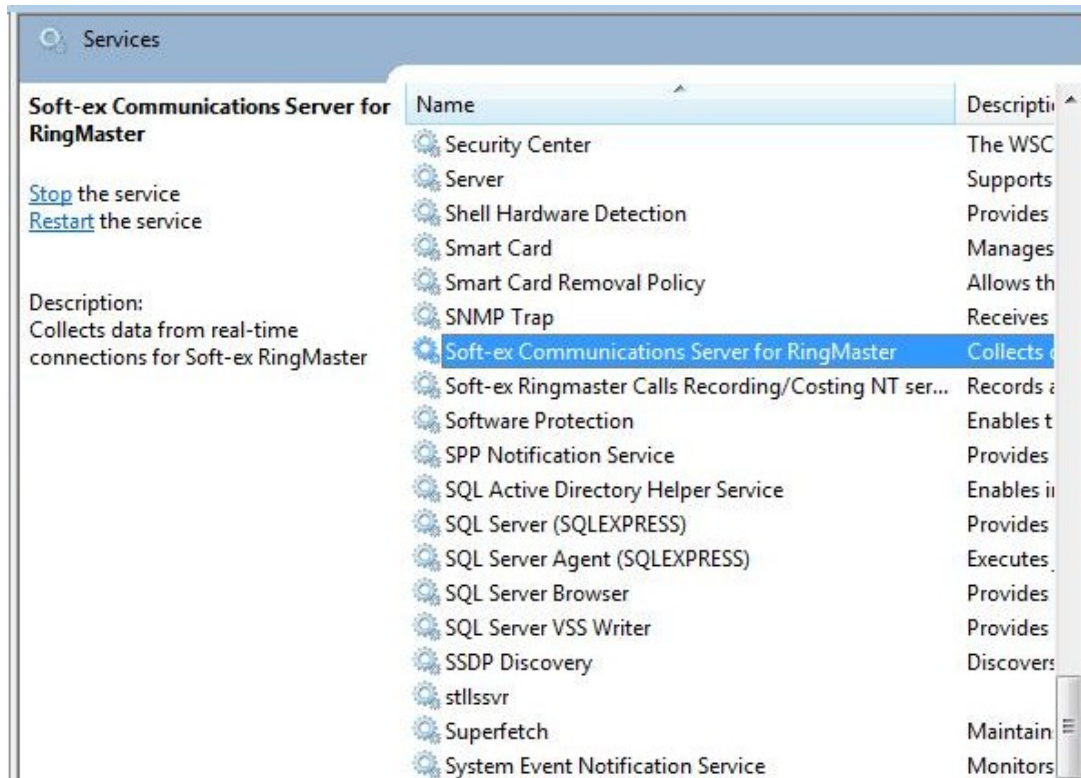 Services
Soft-ex Communications Server for
RingMaster
Stop the service
Restart the service
Description:
Collects data from real-time
connections for Soft-ex RingMaster
Name
Security Center The WSC
Server Supports
Shell Hardware Detection Provides
Smart Card Manages
Smart Card Removal Policy Allows th
SNMP Trap Receives
Soft-ex Communications Server for RingMaster Collects
Soft-ex Ringmaster Calls Recording/Costing NT ser... Records
Software Protection Enables t
SPP Notification Service Provides
SQL Active Directory Helper Service Enables
SQL Server (SQLEXPRESS) Provides
SQL Server Agent (SQLEXPRESS) Executes
SQL Server Browser Provides
SQL Server VSS Writer Provides
SSDP Discovery Discovers
stllssvr
Superfetch Maintain
System Event Notification Service Monitors